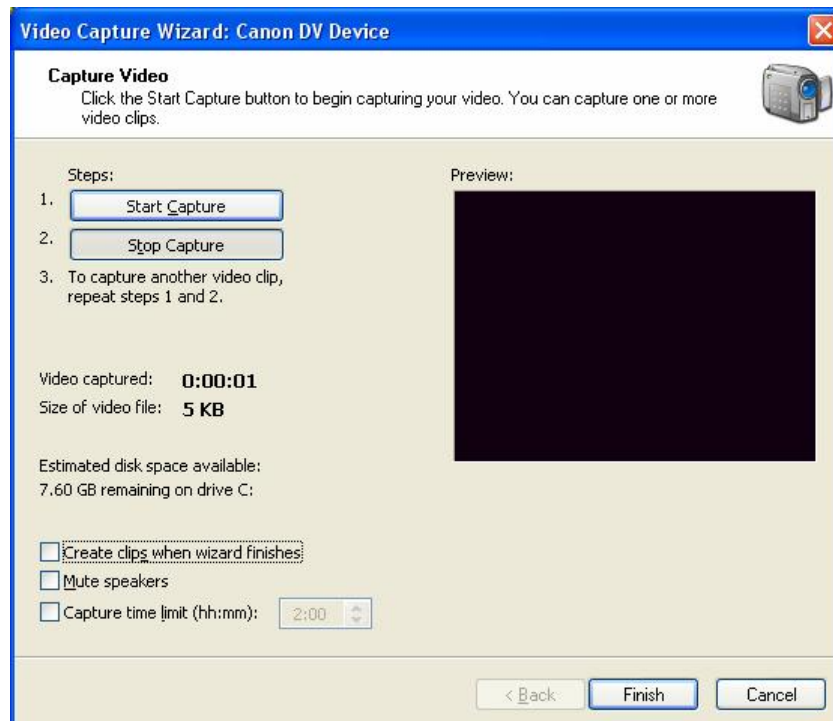 Video Capture Wizard: Canon DV Device
Capture Video
Click the Start Capture button to begin capturing your video. You can capture one or more
video clips.
Steps:
1. Start Capture
2. Stop Capture
3. To capture another video clip,
repeat steps 1 and 2.
Preview:
Video captured: 0:00:01
Size of video file: 5 KB
Estimated disk space available:
7.60 GB remaining on drive C:
Create clips when wizard finishes
Mute speakers
Capture time limit (hh:mm): 2:00
< Back Finish Cancel